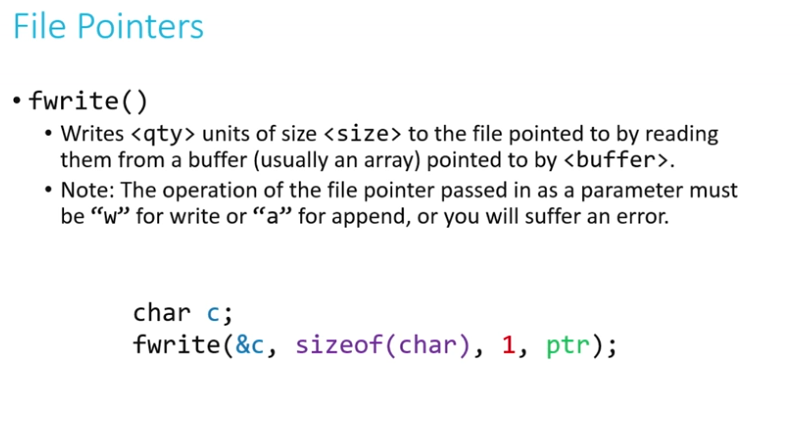 File Pointers
• fwrite()
• Writes <qty> units of size <size> to the file pointed to by reading
them from a buffer (usually an array) pointed to by <buffer>.
• Note: The operation of the file pointer passed in as a parameter must
be “w” for write or “a” for append, or you will suffer an error.
char c;
fwrite(&c, sizeof(char), 1, ptr);